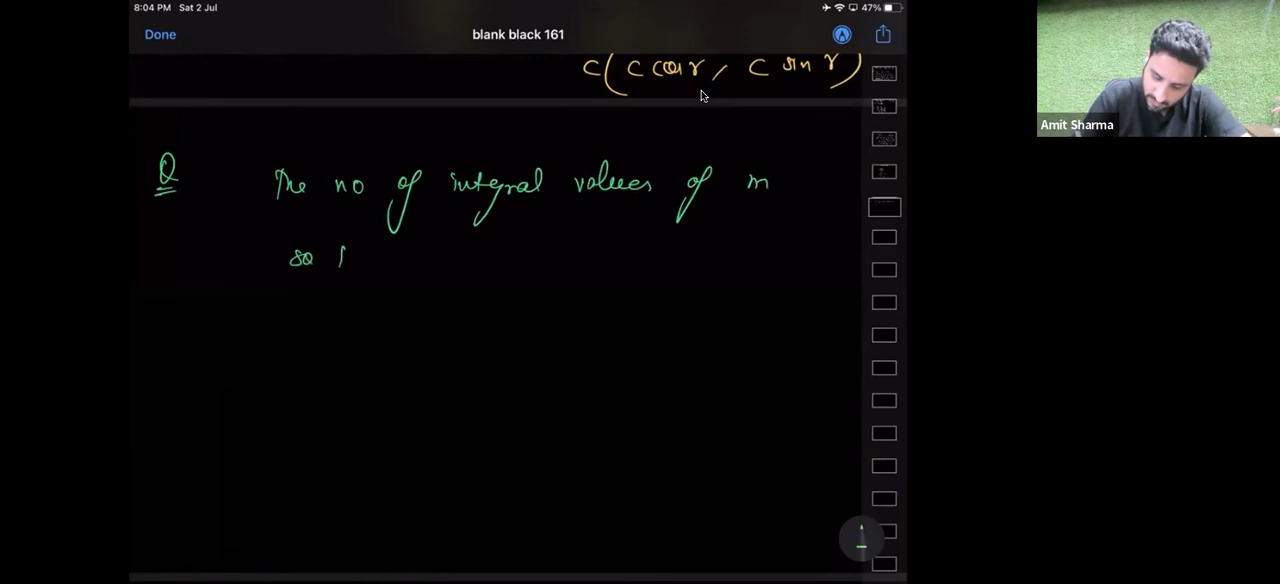 8:04 PM Sat 2 Jul
47%
Done
blank black 161
C(C cos r, C sin r)
Amit Sharma
Q
The no of integral values of m
so